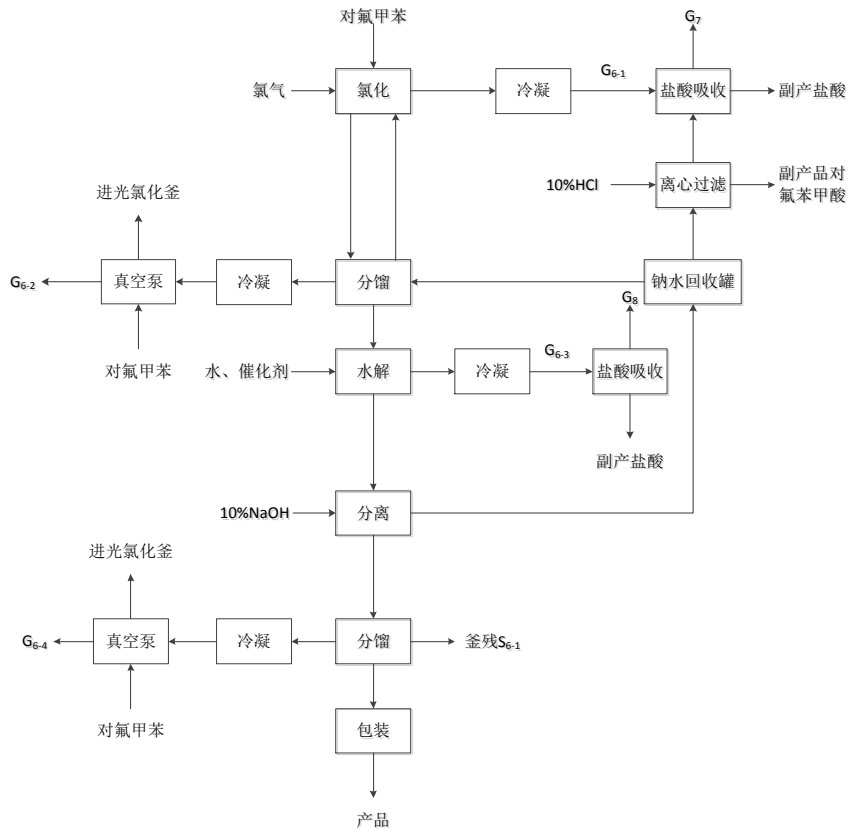 对氟甲苯
G7
氯气
氯化
冷凝
G6-1
盐酸吸收
副产盐酸
10%HCl
离心过滤
副产品对
氟苯甲酸
进光氯化釜
G6-2
真空泵
冷凝
分馏
钠水回收罐
G8
对氟甲苯
水、催化剂
水解
冷凝
G6-3
盐酸吸收
副产盐酸
10%NaOH
分离
进光氯化釜
G6-4
真空泵
冷凝
分馏
釜残S6-1
对氟甲苯
包装
产品